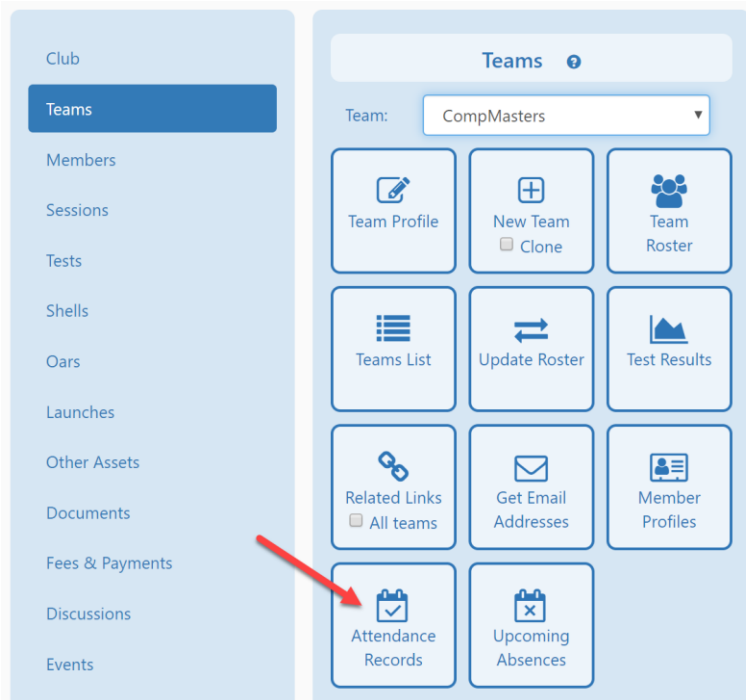 Club
Teams
Members
Sessions
Tests
Shells
Oars
Launches
Other Assets
Documents
Fees & Payments
Discussions
Events
Teams
Team:
CompMasters
Team Profile
New Team
Clone
Team
Roster
Teams List
Update Roster
Test Results
Related Links
All teams
Get Email
Addresses
Member
Profiles
Attendance
Records
Upcoming
Absences